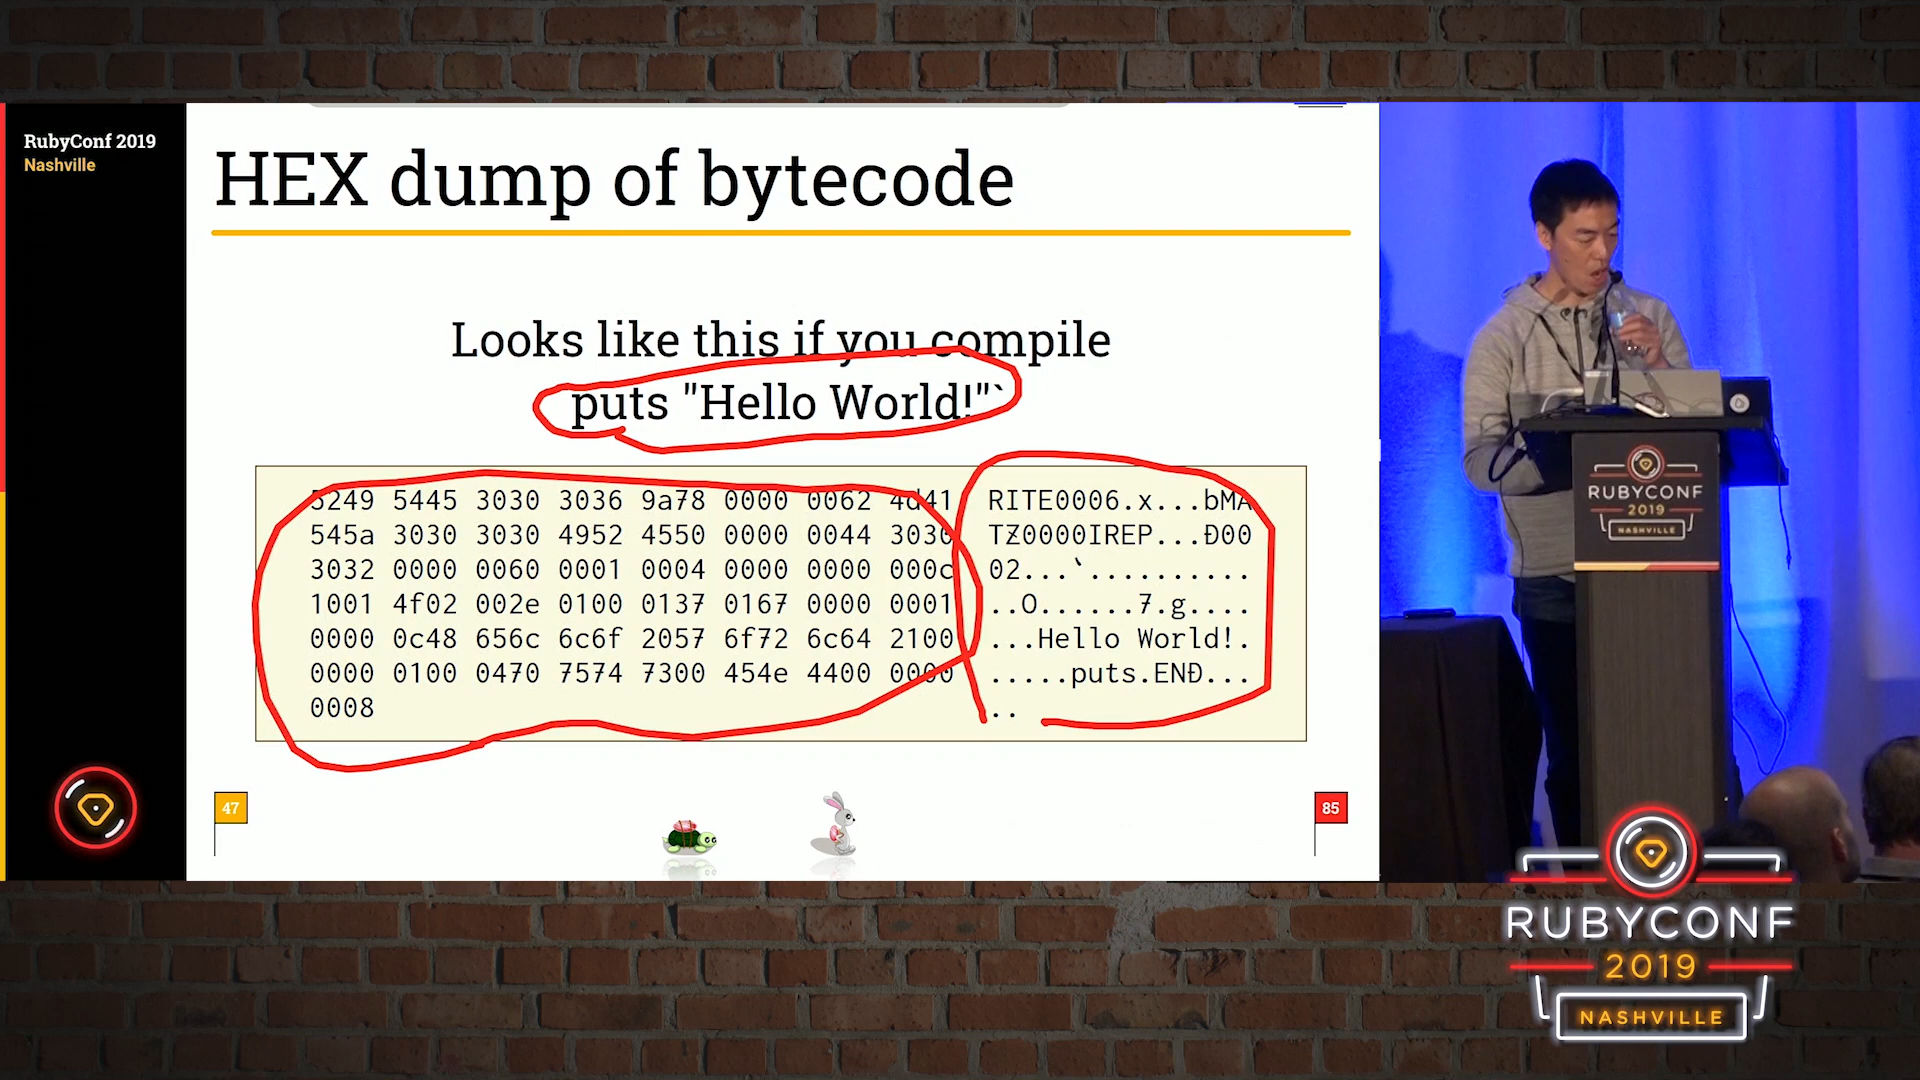 RubyConf 2019
Nashville
HEX dump of bytecode
Looks like this if you compile
puts "Hello World!"`
5249 5445 3030 3036 9a78 0000 0062 4d41 RITE0006.x...bMA
545a 3030 3030 4952 4550 0000 0044 3030 TZ0000IREP...D00
3032 0000 0060 0001 0004 0000 0000 000c 02...`..........
1001 4f02 002e 0100 0137 0167 0000 0001 ..O......7.g....
0000 0c48 656c 6c6f 2057 6f72 6c64 2100 ...Hello World!.
0000 0100 0470 7574 7300 454e 4400 0000 .....puts.END...
0008 ..
47
85
RUBYCONF
2019
NASHVILLE
RUBYCONF
2019
NASHVILLE